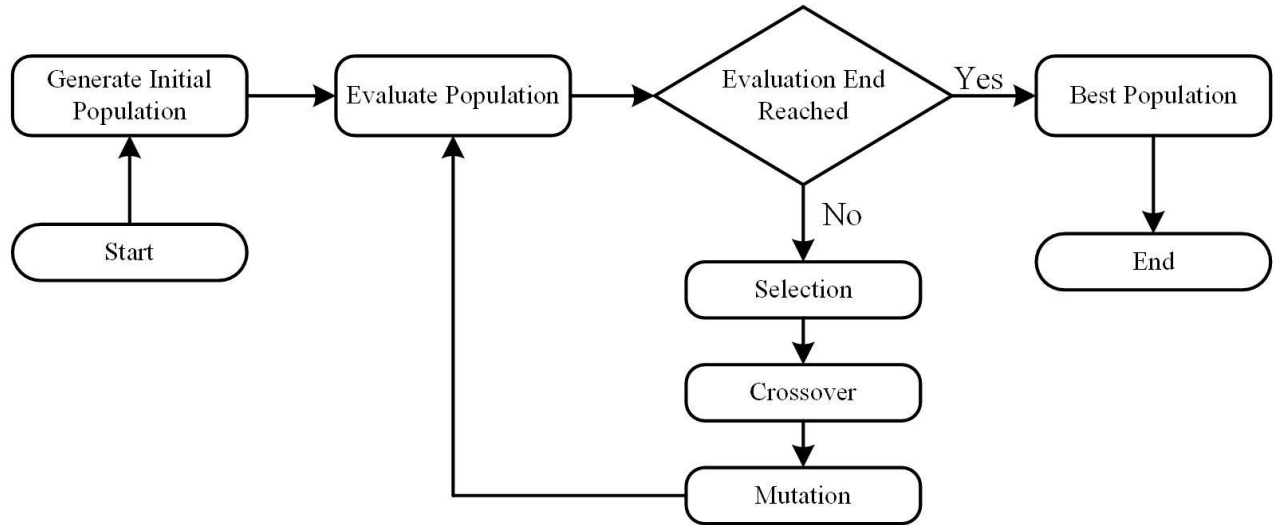 Generate Initial
Population
Evaluate Population
Evaluation End
Reached
Yes
Best Population
Start
No
End
Selection
Crossover
Mutation